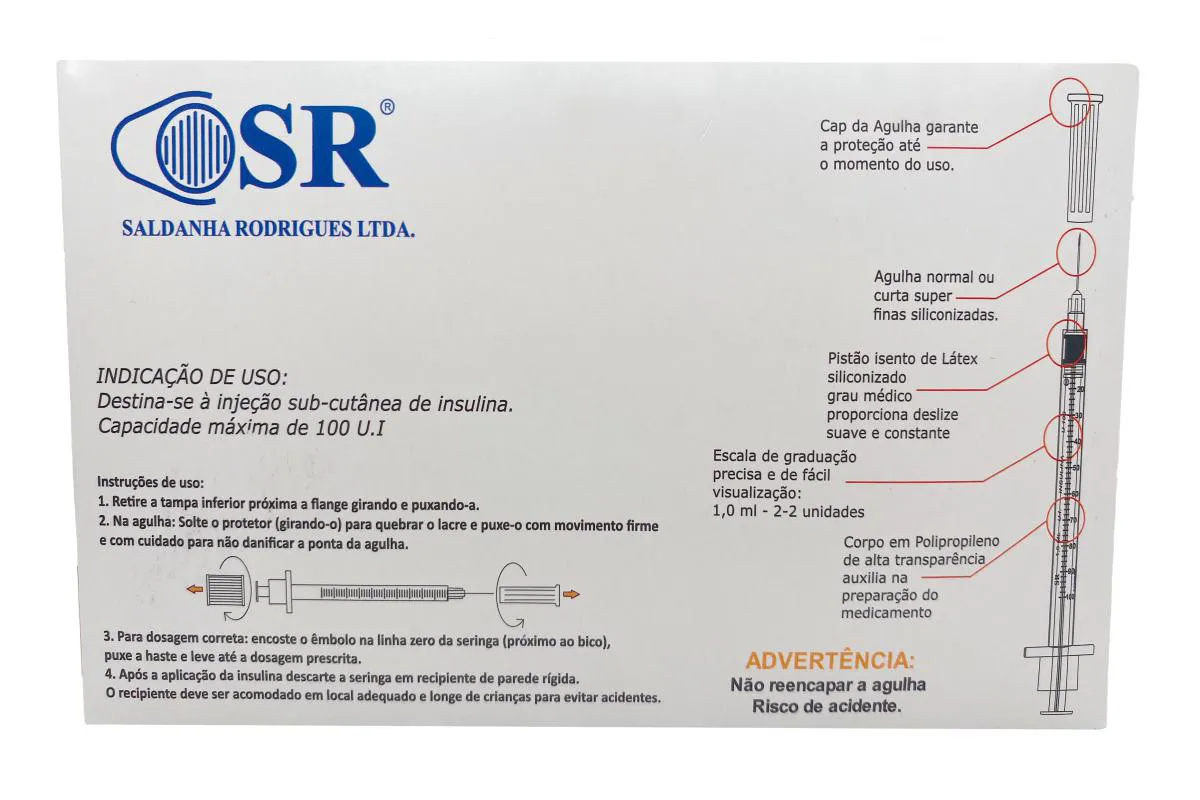 SR®
SALDANHA RODRIGUES LTDA.
Cap da Agulha garante
a proteção até
o momento do uso.
Agulha normal ou
curta super
finas siliconizadas.
Pistão isento de Látex
siliconizado
grau médico
proporciona deslize
suave e constante
Escala de graduação
precisa e de fácil
visualização:
1,0 ml - 2-2 unidades
Corpo em Polipropileno
de alta transparência
auxilia na
preparação do
medicamento
INDICAÇÃO DE USO:
Destina-se à injeção sub-cutânea de insulina.
Capacidade máxima de 100 U.I
Instruções de uso:
1. Retire a tampa inferior próxima a flange girando e puxando-a.
2. Na agulha: Solte o protetor (girando-o) para quebrar o lacre e puxe-o com movimento firme
e com cuidado para não danificar a ponta da agulha.
3. Para dosagem correta: encoste o êmbolo na linha zero da seringa (próximo ao bico),
puxe a haste e leve até a dosagem prescrita.
4. Após a aplicação da insulina descarte a seringa em recipiente de parede rígida.
O recipiente deve ser acomodado em local adequado e longe de crianças para evitar acidentes.
ADVERTÊNCIA:
Não reencapar a agulha
Risco de acidente.